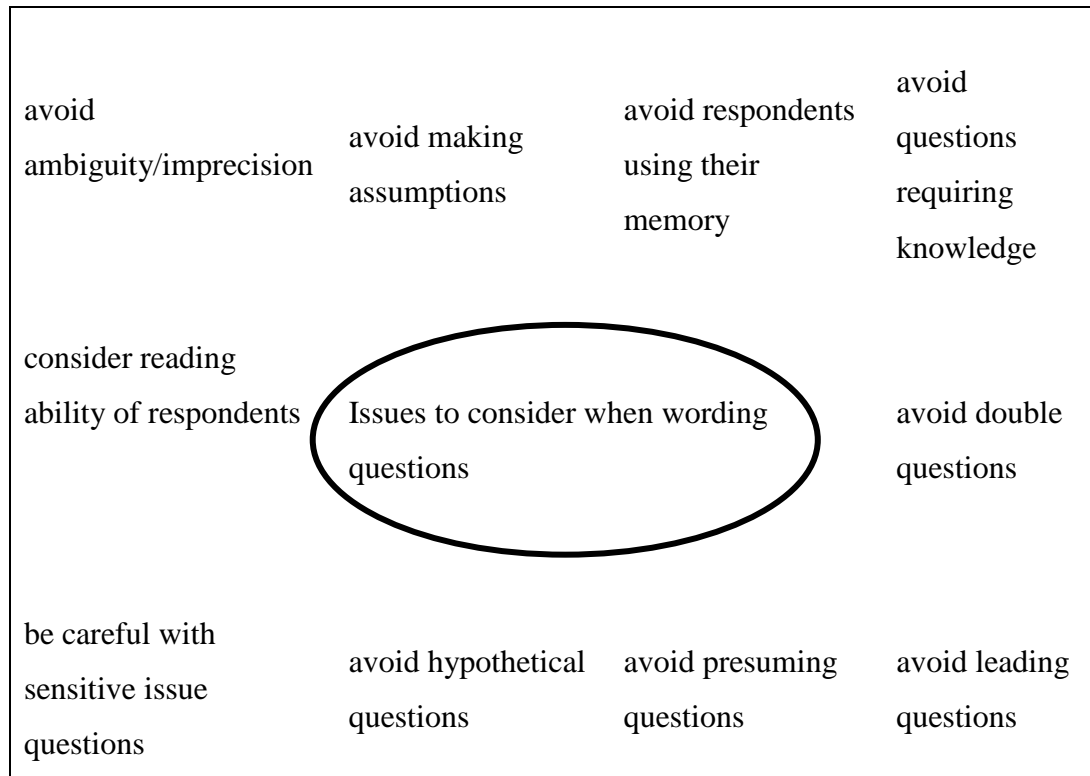 avoid
ambiguity/imprecision
avoid making
assumptions
avoid respondents
using their
memory
avoid
questions
requiring
knowledge
consider reading
ability of respondents
Issues to consider when wording
questions
avoid double
questions
be careful with
sensitive issue
questions
avoid hypothetical
questions
avoid presuming
questions
avoid leading
questions